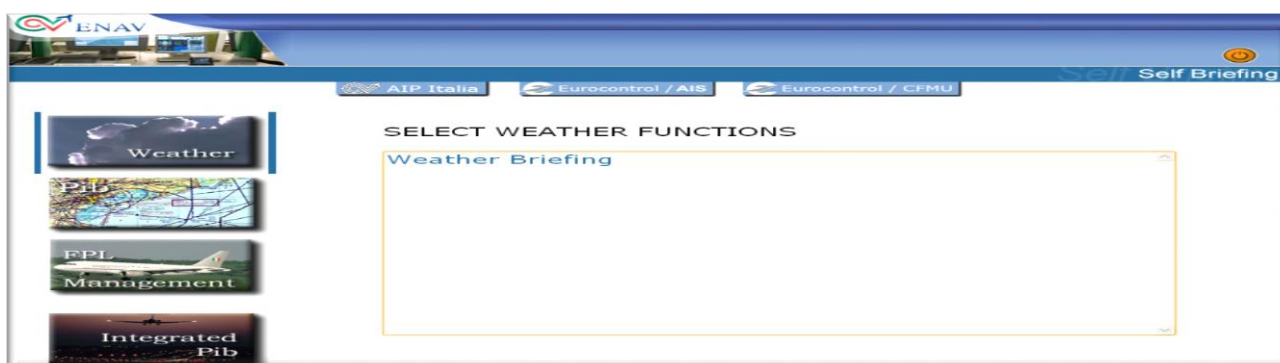 ENAV
Self Self Briefing
AIP Italia Eurocontrol / AIS Eurocontrol / CFMU
SELECT WEATHER FUNCTIONS
Weather Briefing
Weather
Pib
FPL
Management
Integrated
Pib